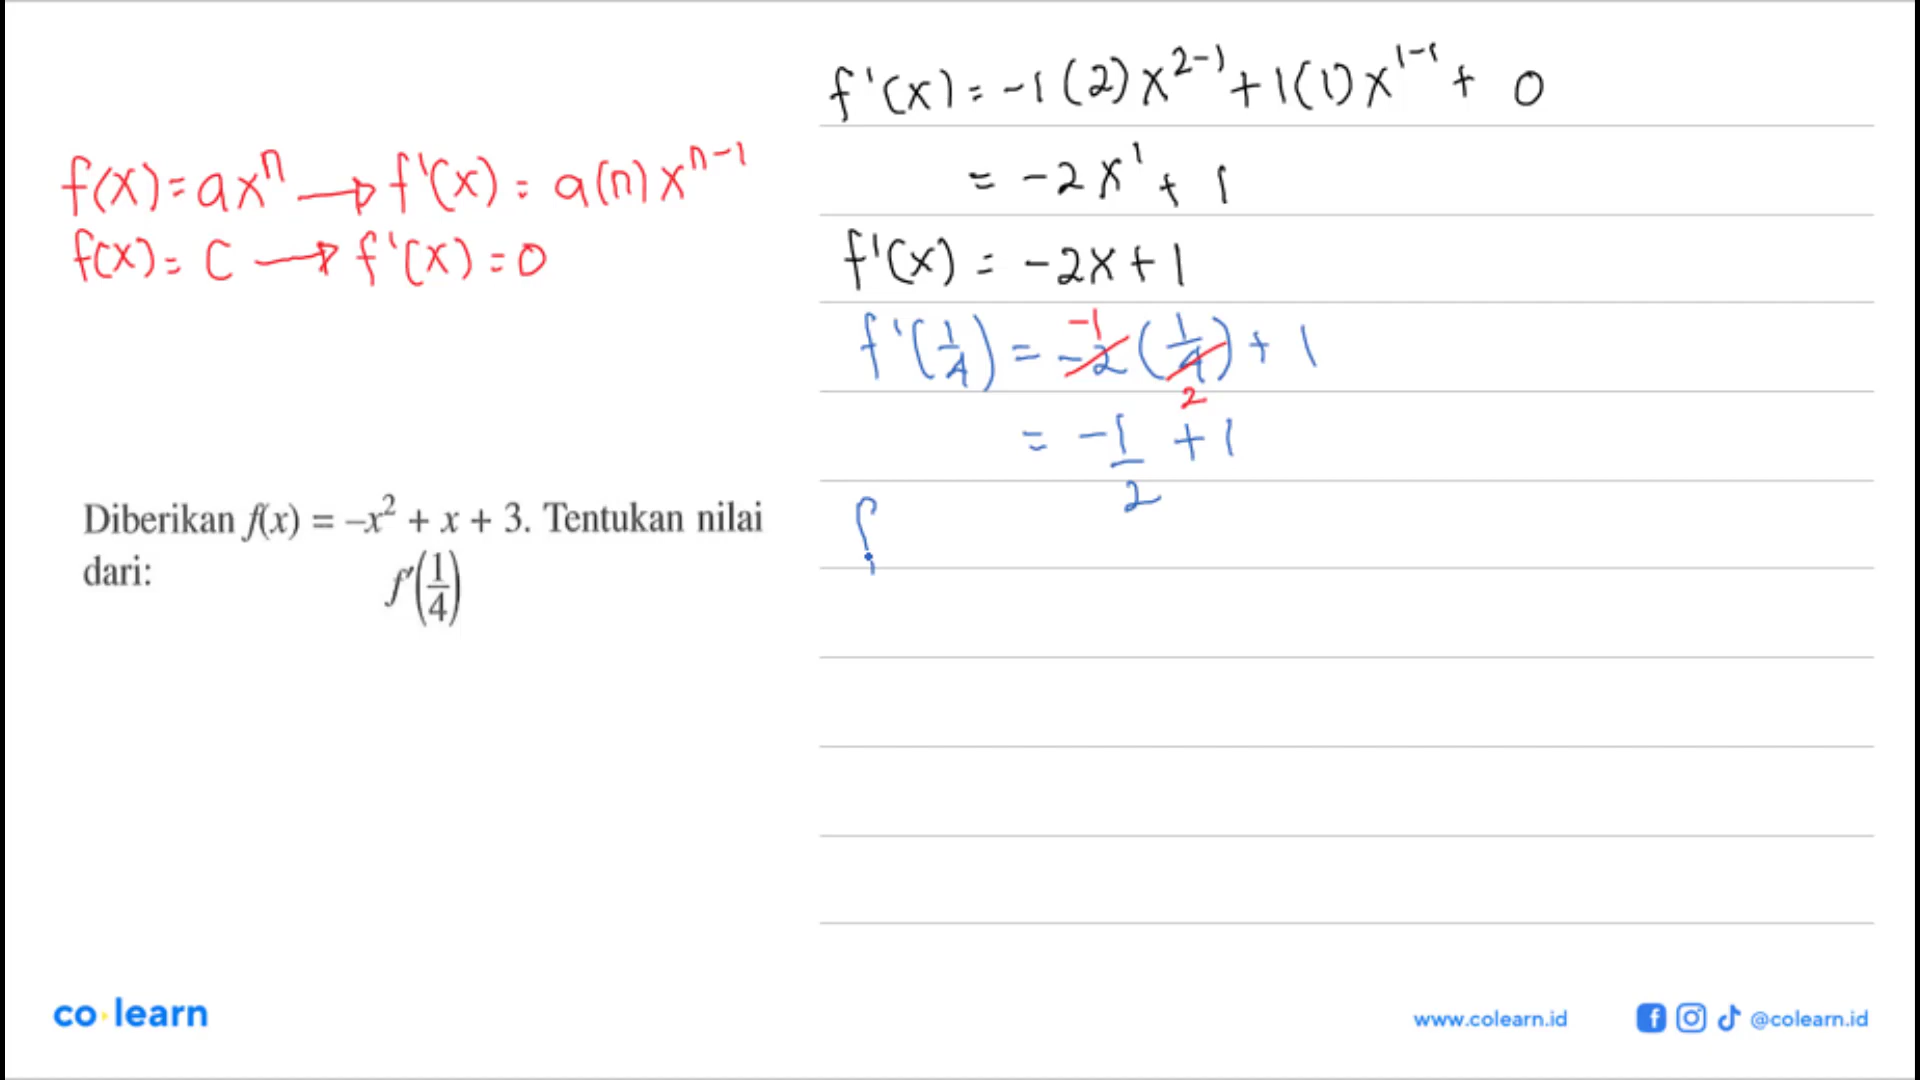 f(x) = ax^n → f'(x) = a(n)x^{n-1}
f(x) = C → f'(x) = 0
Diberikan f(x) = –x² + x + 3. Tentukan nilai
dari:
f'(1/4)
f'(x) = -1(2)x^{2-1} + 1(1)x^{1-1} + 0
= -2x^1 + 1
f'(x) = -2x + 1
f'(1/4) = -2(1/4) + 1
-1
2
= -1/2 + 1
f
co·learn
www.colearn.id
@colearn.id